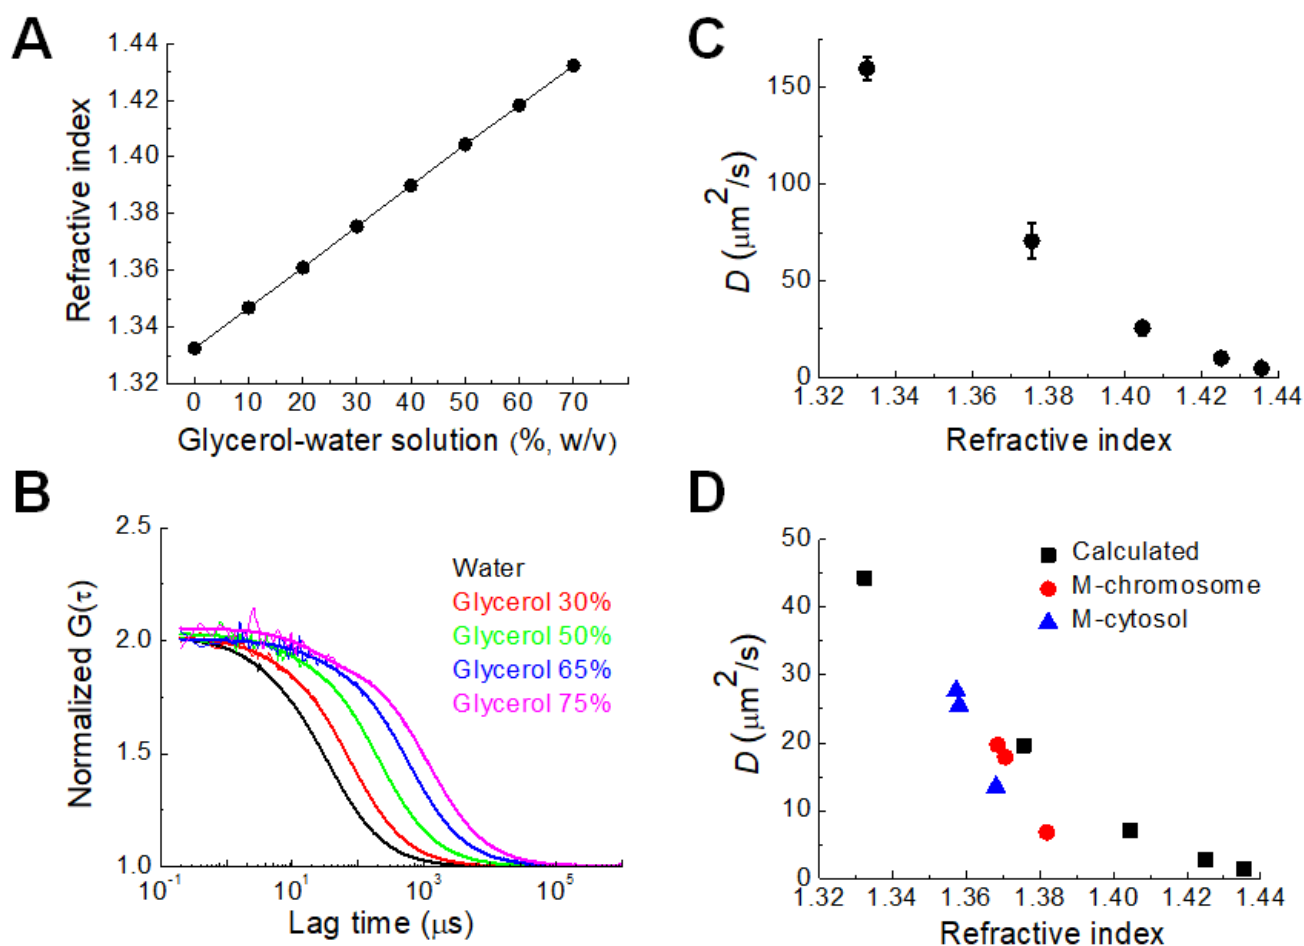 A
1.44
1.42
1.40
1.38
1.36
1.34
1.32
Refractive index
0 10 20 30 40 50 60 70
Glycerol-water solution (%, w/v)
B
2.5
2.0
1.5
1.0
Normalized G(τ)
Water
Glycerol 30%
Glycerol 50%
Glycerol 65%
Glycerol 75%
10⁻¹ 10¹ 10³ 10⁵
Lag time (μs)
C
150
100
50
0
D (μm²/s)
1.32 1.34 1.36 1.38 1.40 1.42 1.44
Refractive index
D
50
40
30
20
10
0
D (μm²/s)
Calculated
M-chromosome
M-cytosol
1.32 1.34 1.36 1.38 1.40 1.42 1.44
Refractive index